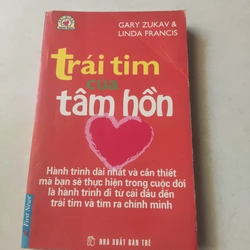 GARY ZUKAV &
LINDA FRANCIS
trái tim
của
tâm hồn
Hành trình dài nhất và cần thiết
mà bạn sẽ thực hiện trong cuộc đời
là hành trình đi từ cái đầu đến
trái tim và tìm ra chính mình
First News
NHÀ XUẤT BẢN TRẺ